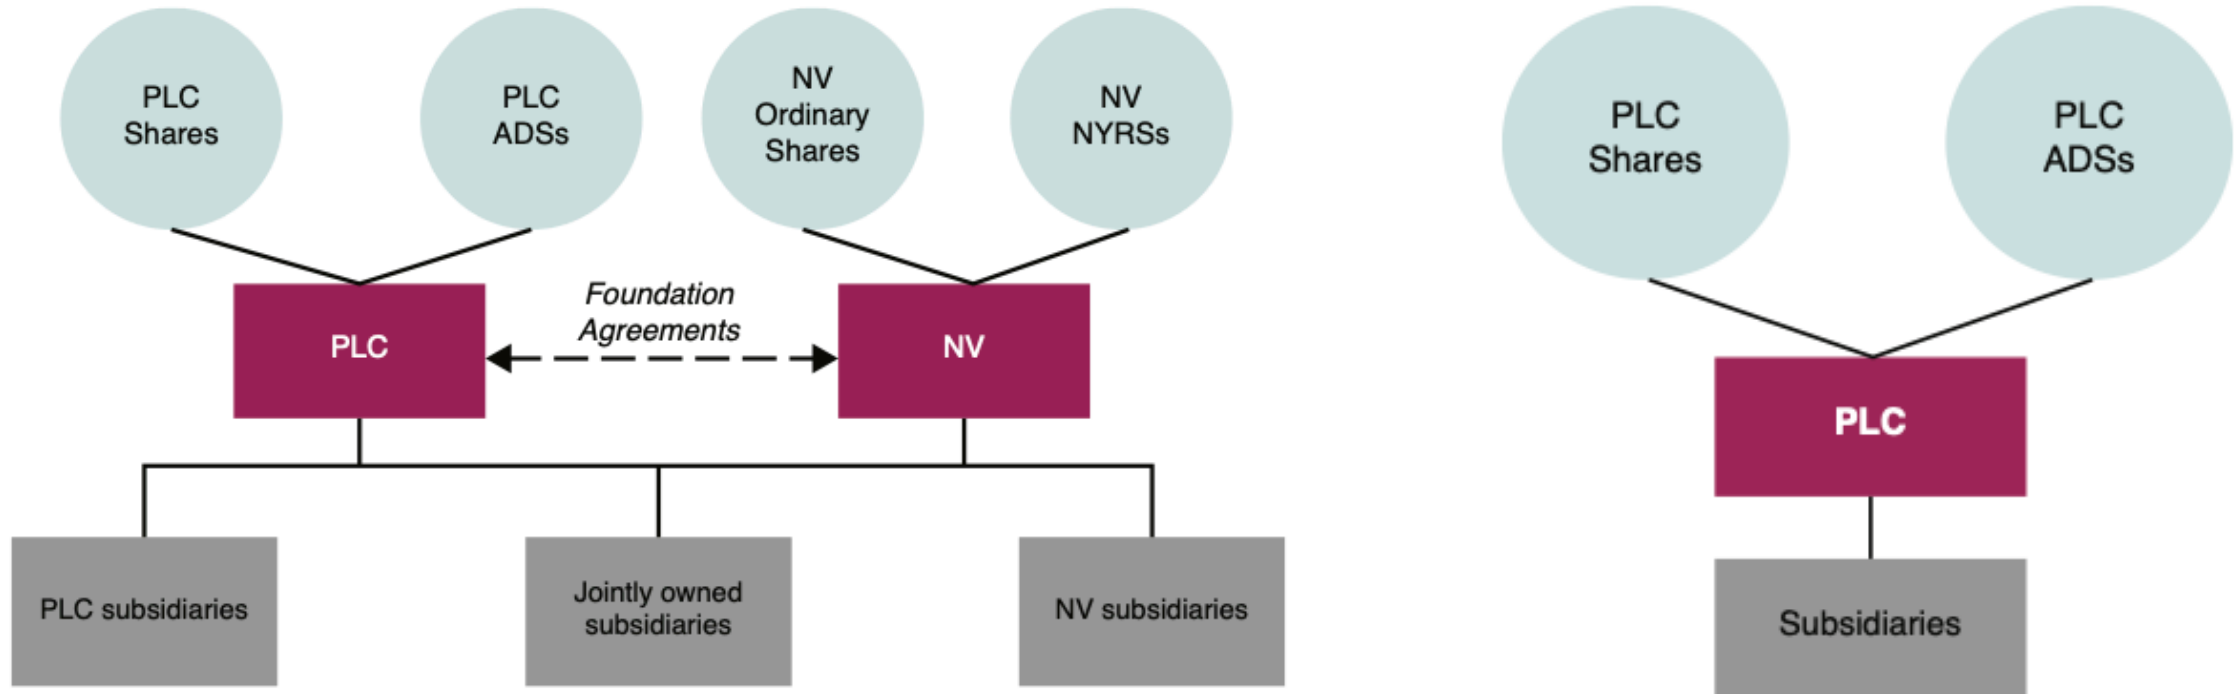 PLC
Shares
PLC
ADSs
NV
Ordinary
Shares
NV
NYRSs
Foundation
Agreements
PLC
NV
PLC subsidiaries
Jointly owned
subsidiaries
NV subsidiaries
PLC
Shares
PLC
ADSs
PLC
Subsidiaries